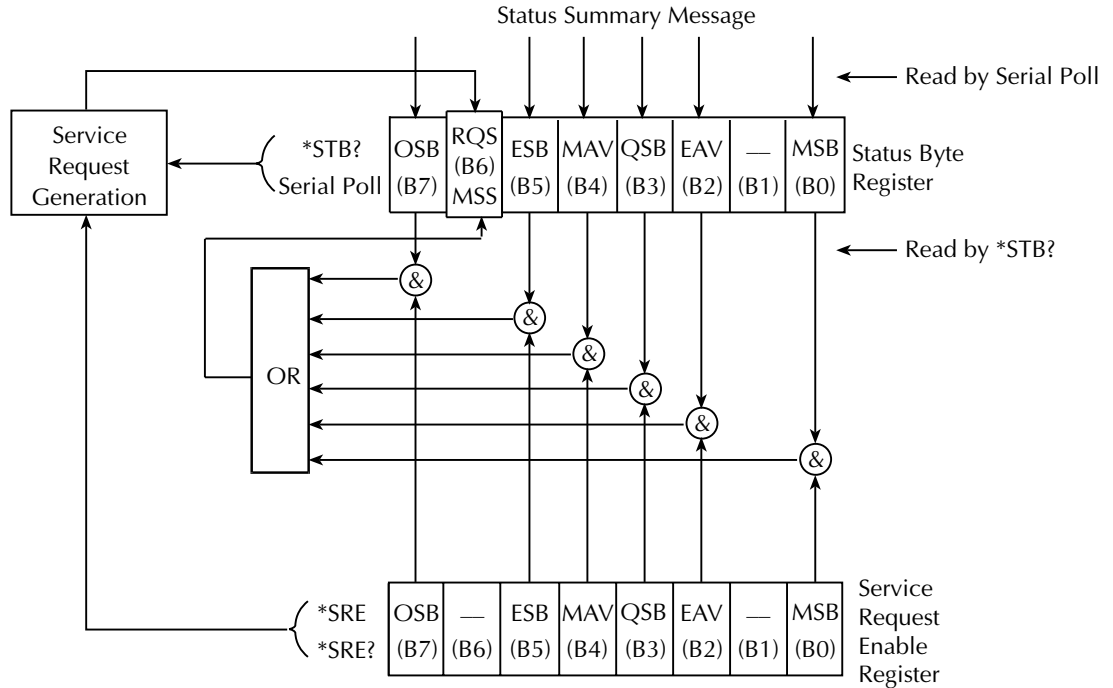 Status Summary Message
Read by Serial Poll
Service
Request
Generation
*STB?
Serial Poll
OSB
(B7)
RQS
(B6)
MSS
ESB
(B5)
MAV
(B4)
QSB
(B3)
EAV
(B2)
—
(B1)
MSB
(B0)
Status Byte
Register
Read by *STB?
&
&
&
&
&
&
OR
*SRE
*SRE?
OSB
(B7)
—
(B6)
ESB
(B5)
MAV
(B4)
QSB
(B3)
EAV
(B2)
—
(B1)
MSB
(B0)
Service
Request
Enable
Register